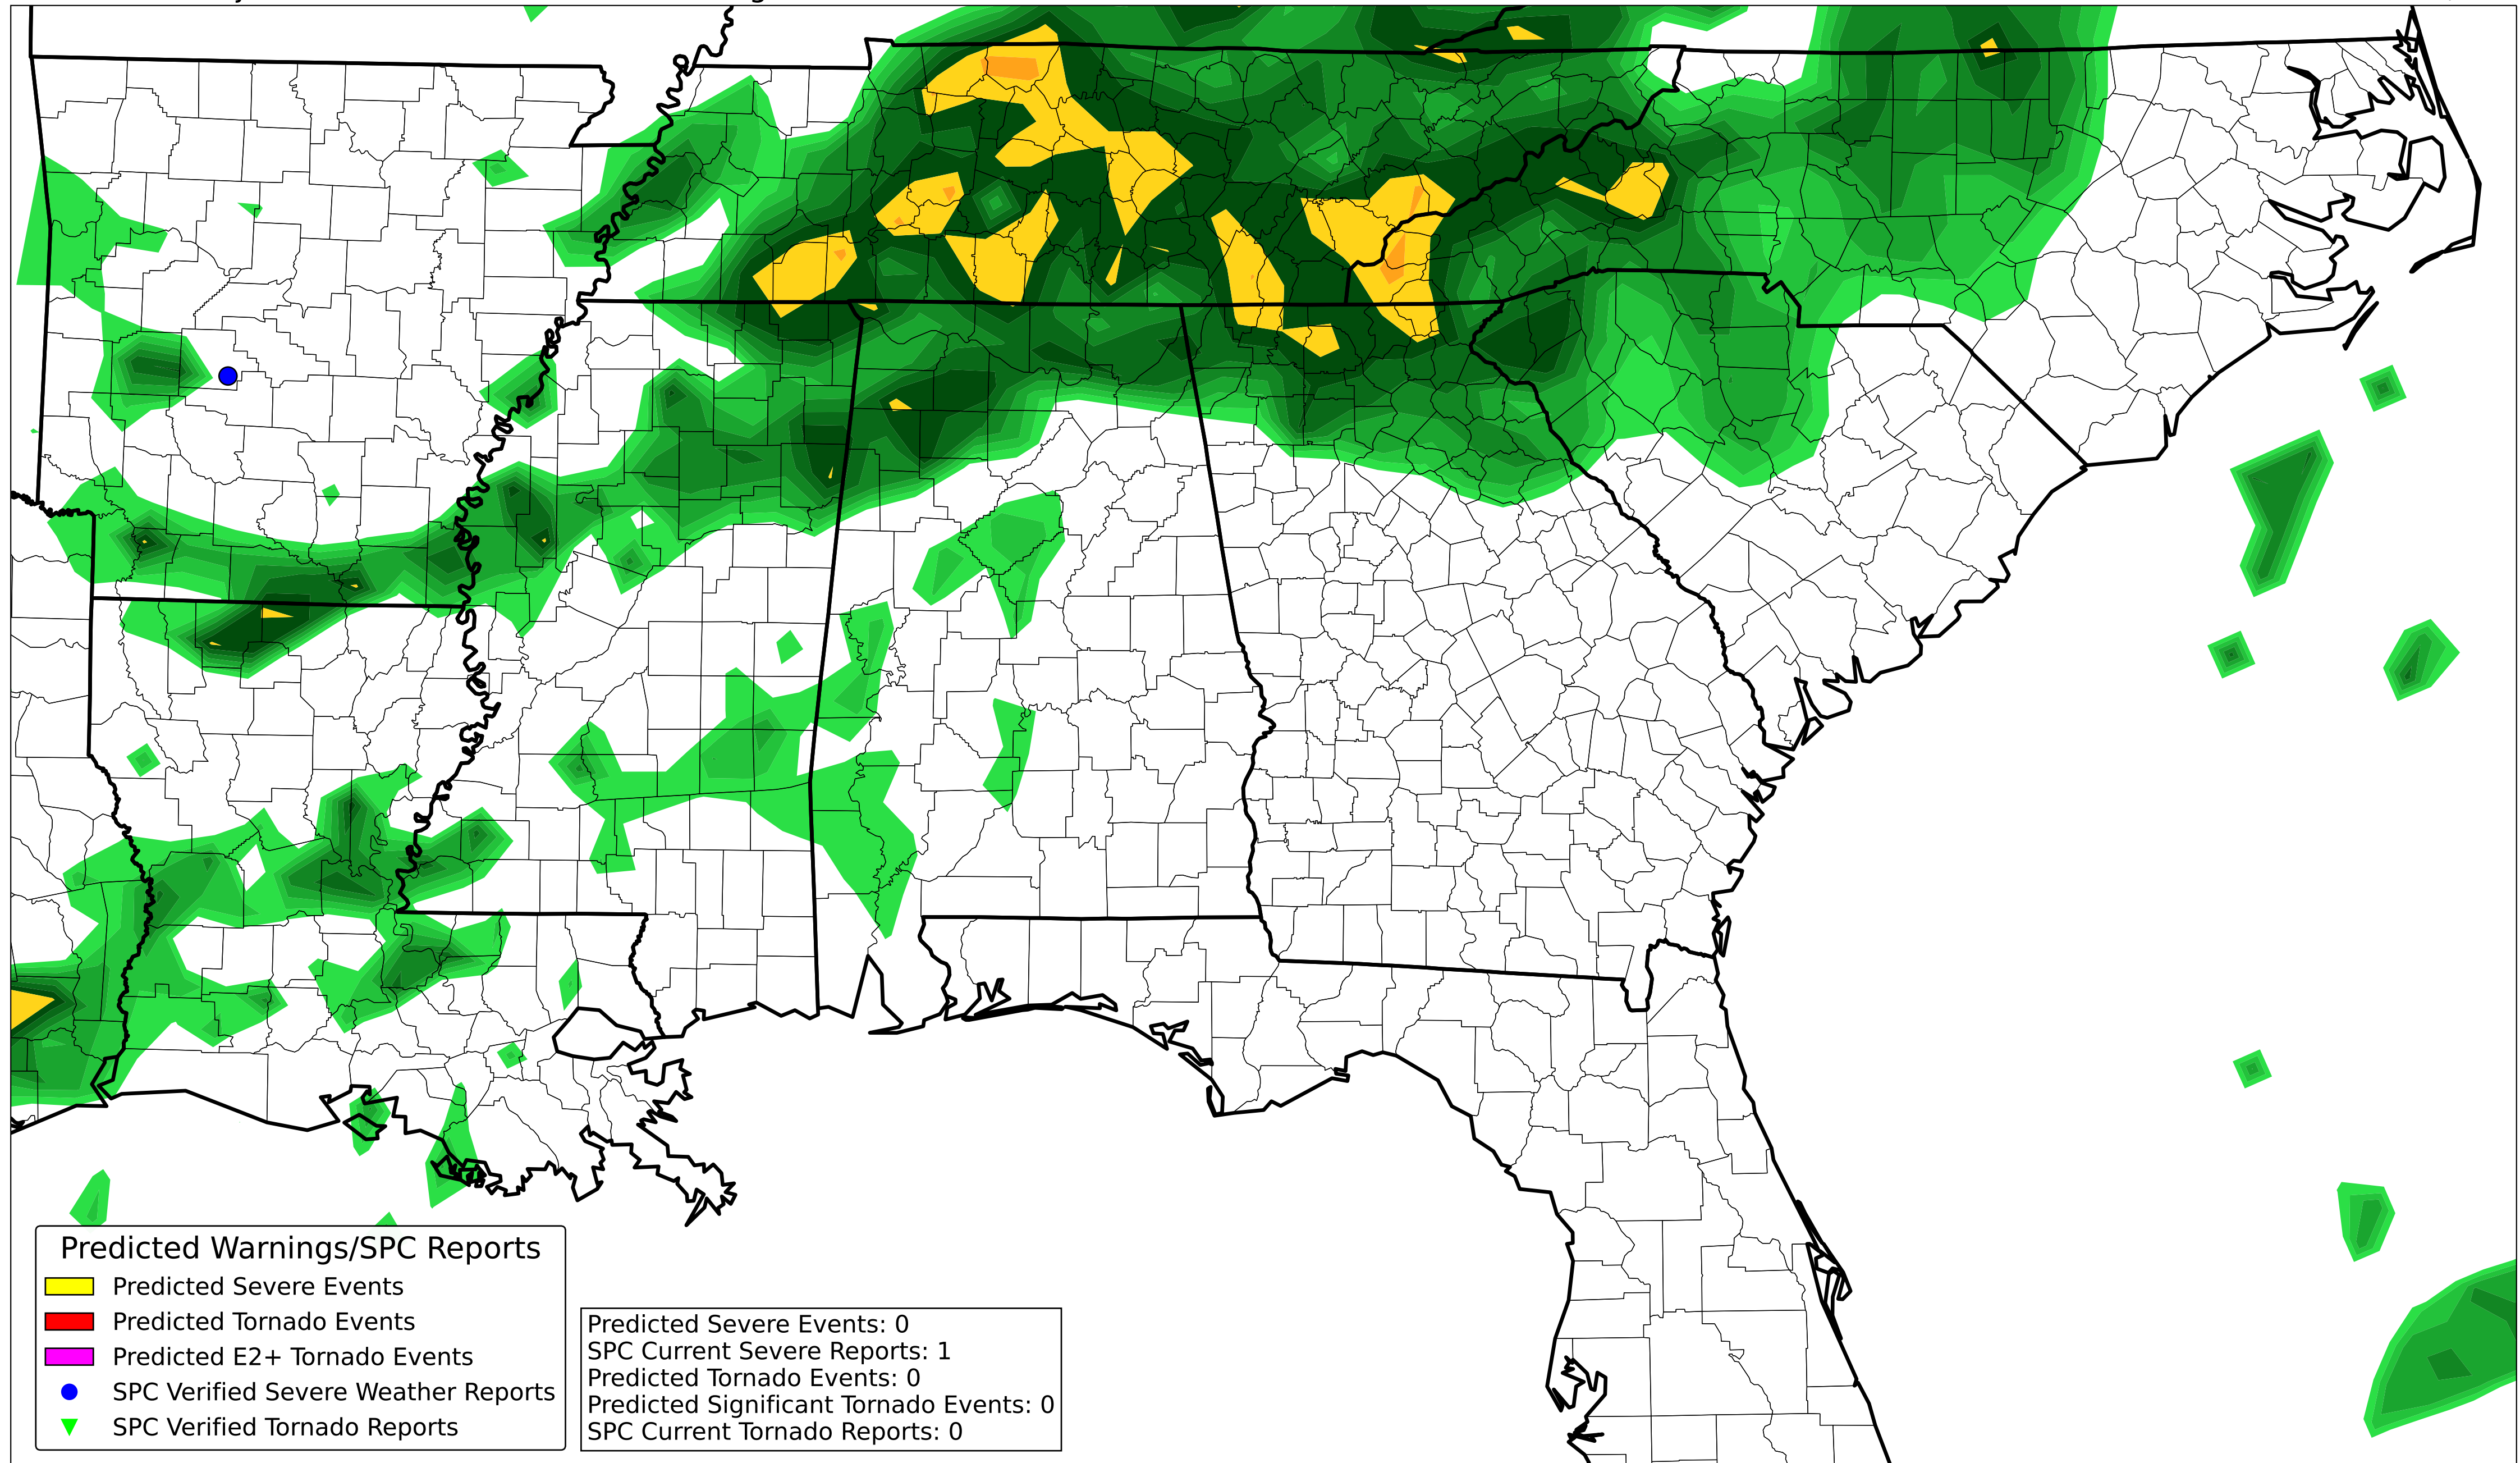 Predicted Warnings/SPC Reports
Predicted Severe Events
Predicted Tornado Events
Predicted E2+ Tornado Events
SPC Verified Severe Weather Reports
SPC Verified Tornado Reports
Predicted Severe Events: 0
SPC Current Severe Reports: 1
Predicted Tornado Events: 0
Predicted Significant Tornado Events: 0
SPC Current Tornado Reports: 0